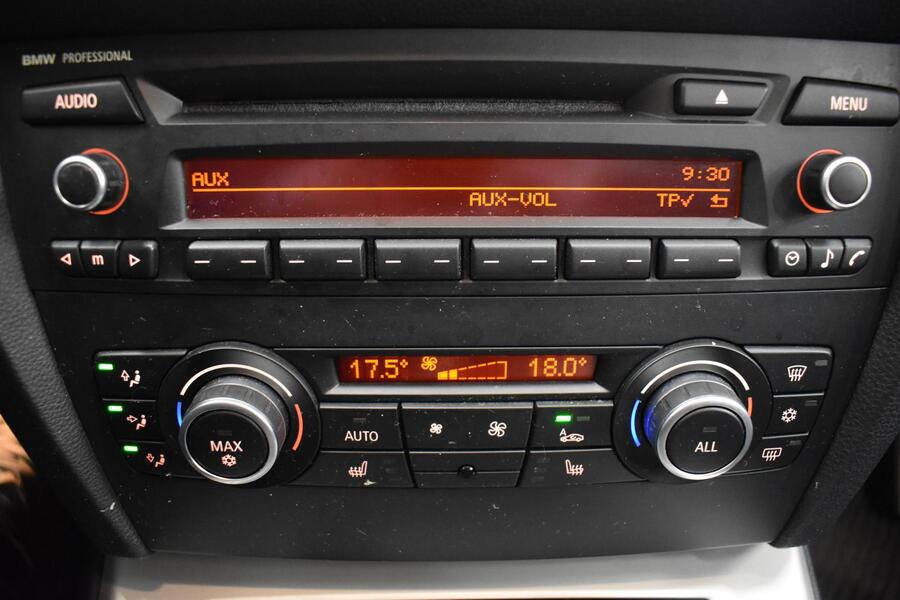 BMW PROFESSIONAL
AUDIO
MENU
AUX 9:30
AUX-VOL TP✓
m
17.5° 18.0°
MAX
AUTO
A
ALL